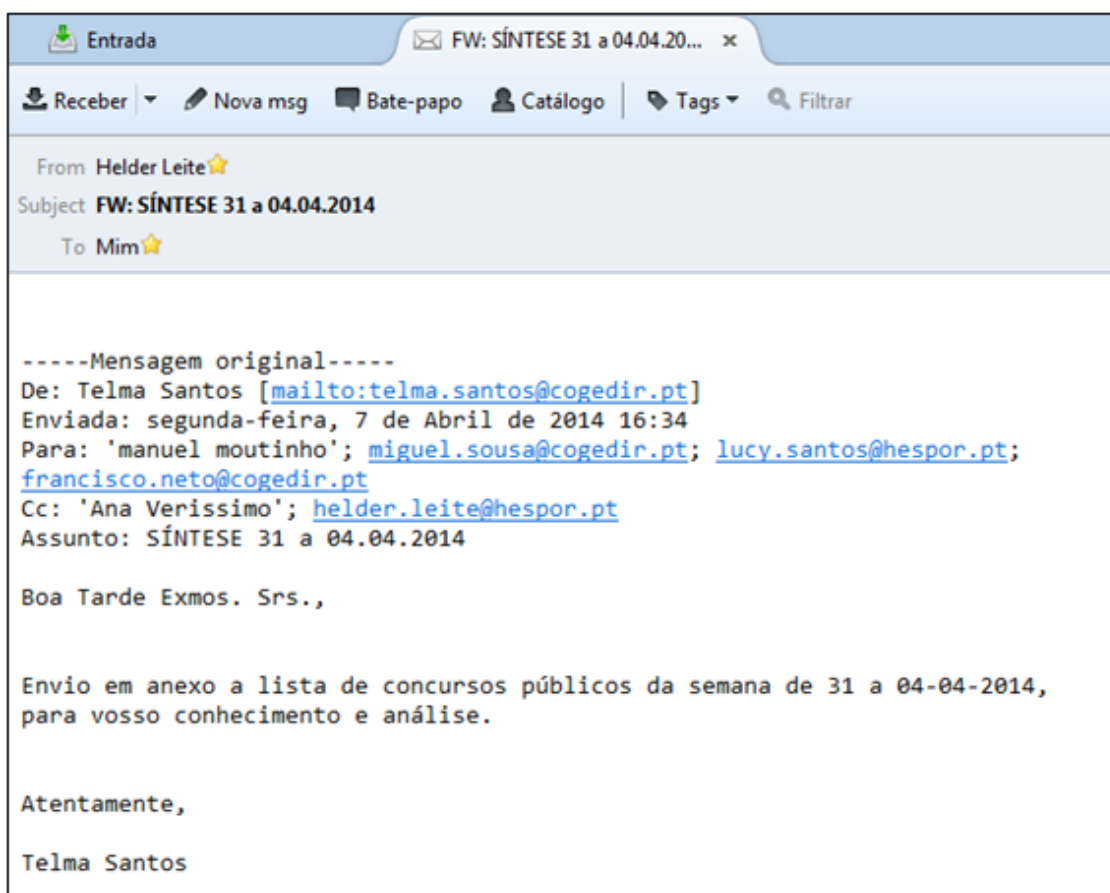 Entrada
FW: SÍNTESE 31 a 04.04.20... ×
Receber Nova msg Bate-papo Catálogo Tags Filtrar
From Helder Leite
Subject FW: SÍNTESE 31 a 04.04.2014
To Mim
-----Mensagem original-----
De: Telma Santos [mailto:telma.santos@cogedir.pt]
Enviada: segunda-feira, 7 de Abril de 2014 16:34
Para: 'manuel moutinho'; miguel.sousa@cogedir.pt; lucy.santos@hespor.pt;
francisco.neto@cogedir.pt
Cc: 'Ana Verissimo'; helder.leite@hespor.pt
Assunto: SÍNTESE 31 a 04.04.2014
Boa Tarde Exmos. Srs.,
Envio em anexo a lista de concursos públicos da semana de 31 a 04-04-2014,
para vosso conhecimento e análise.
Atentamente,
Telma Santos